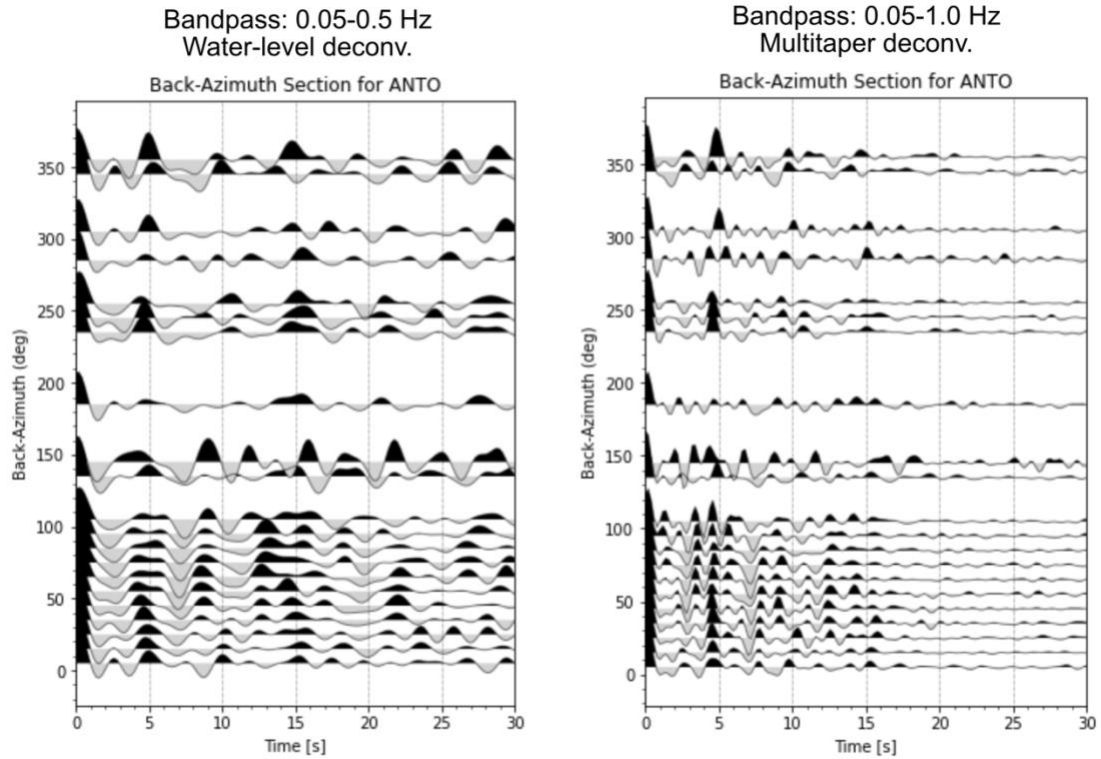 Bandpass: 0.05-0.5 Hz
Water-level deconv.
Back-Azimuth Section for ANTO
Back-Azimuth (deg)
350
300
250
200
150
100
50
0
0 5 10 15 20 25 30
Time [s]
Bandpass: 0.05-1.0 Hz
Multitaper deconv.
Back-Azimuth Section for ANTO
Back-Azimuth (deg)
350
300
250
200
150
100
50
0
0 5 10 15 20 25 30
Time [s]